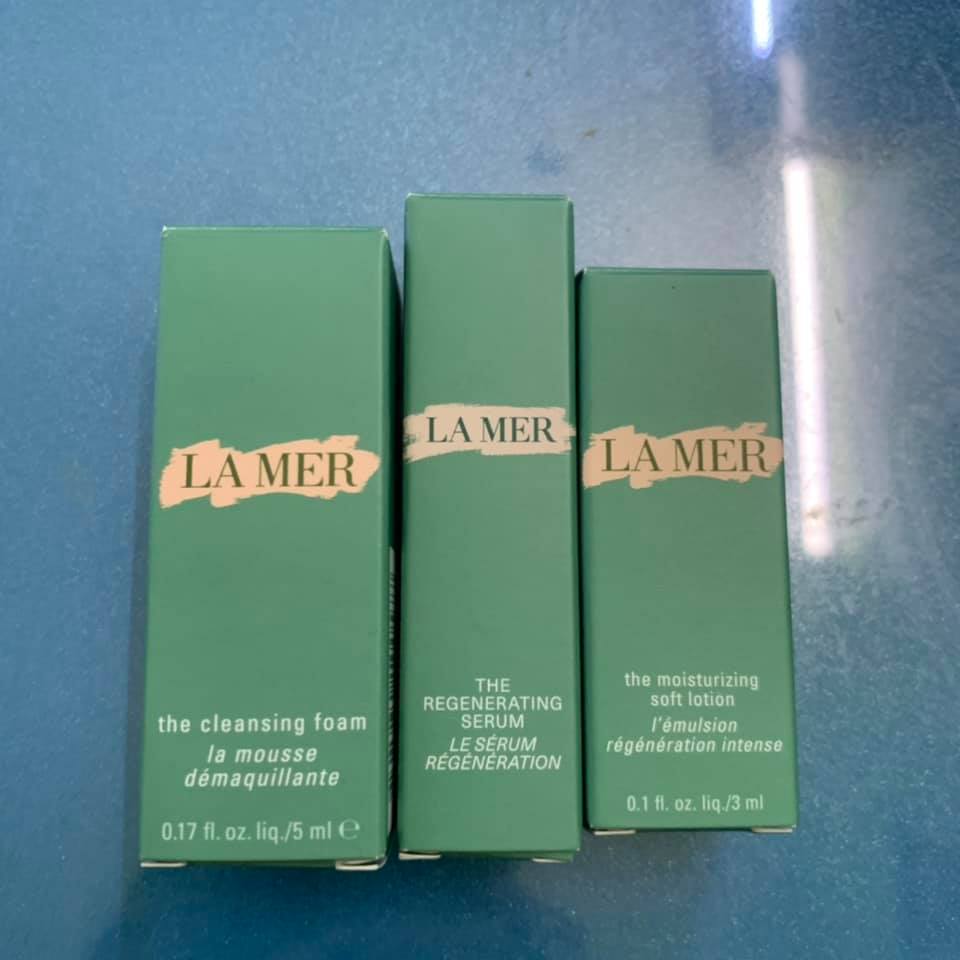 LA MER
the cleansing foam
la mousse
démaquillante
0.17 fl. oz. liq./5 ml ℮
LA MER
THE
REGENERATING
SERUM
LE SÉRUM
RÉGÉNÉRATION
LA MER
the moisturizing
soft lotion
l'émulsion
régénération intense
0.1 fl. oz. liq./3 ml